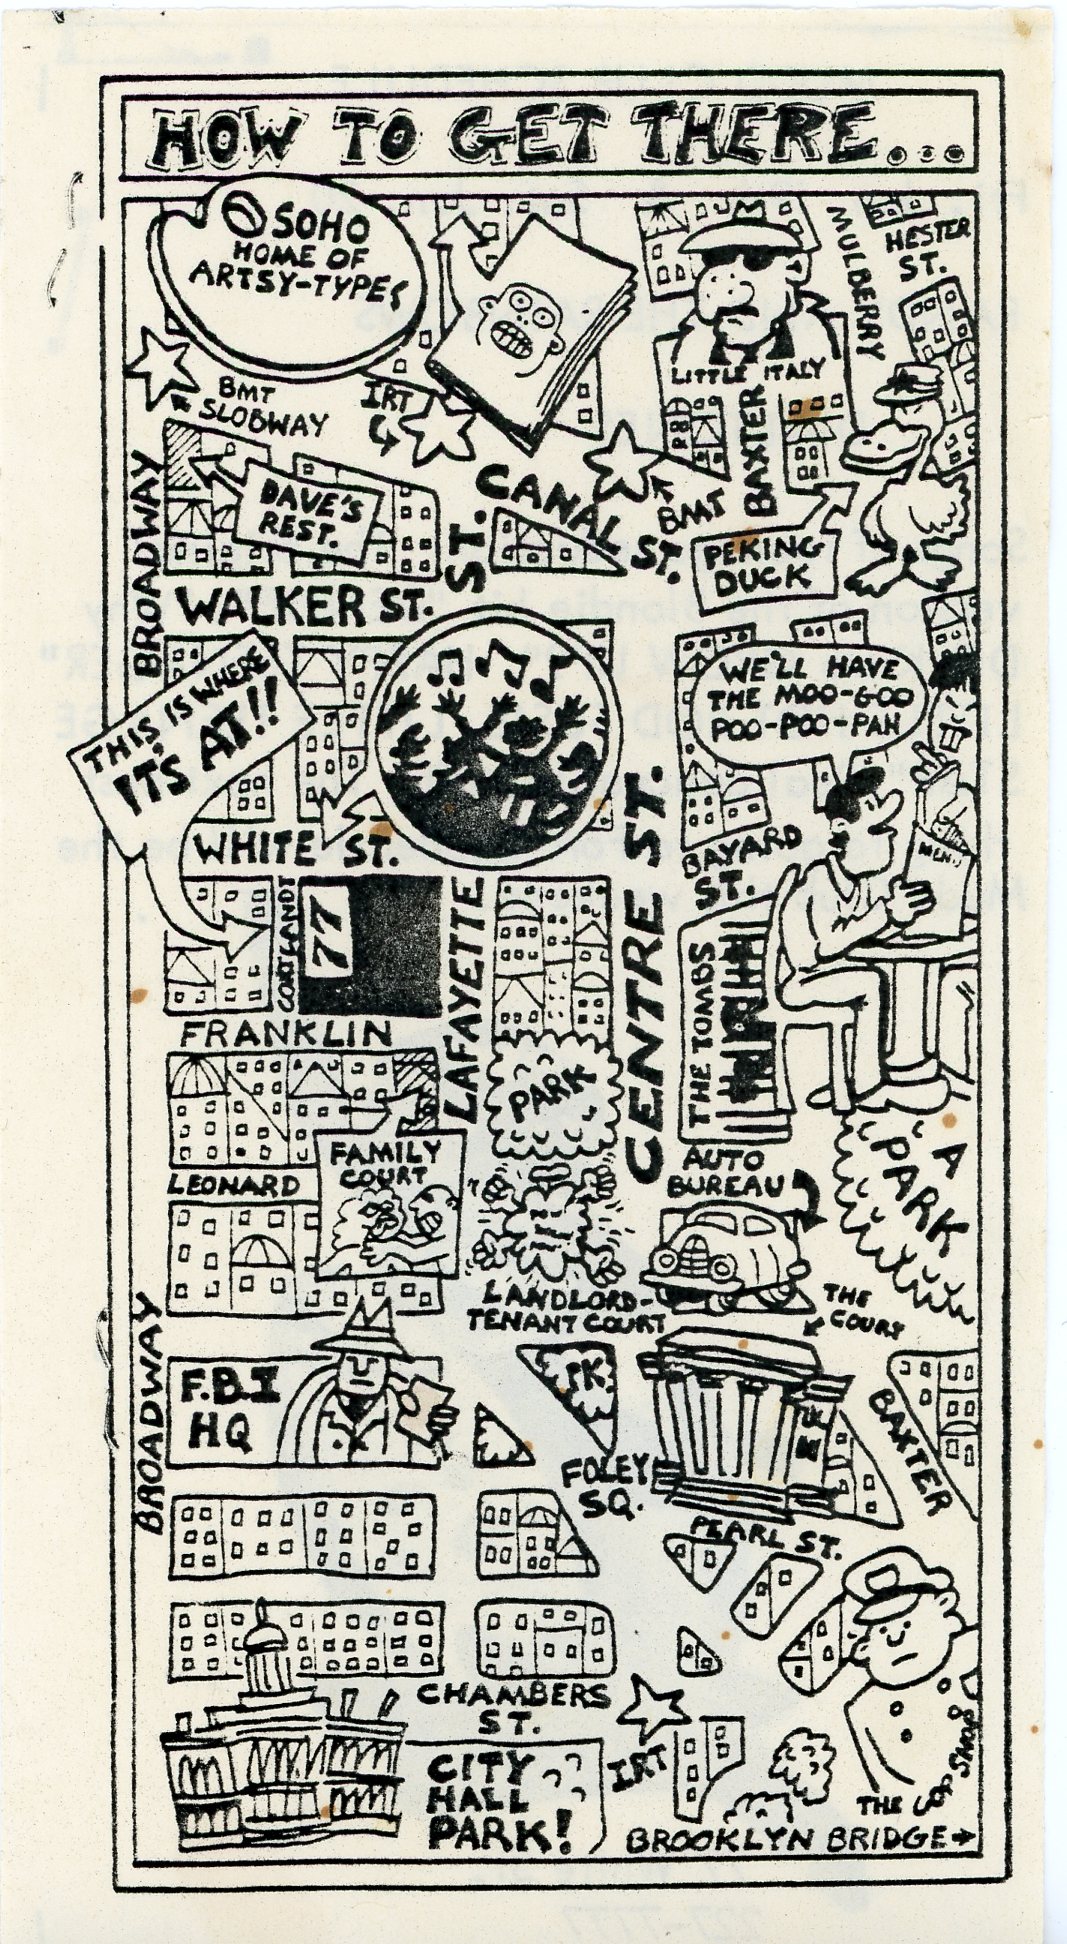 HOW TO GET THERE...
SOHO
HOME OF
ARTSY-TYPES
BMT
SLOBWAY
IRT
LITTLE ITALY
MULBERRY
HESTER
ST.
BAXTER
BMT
CANAL ST.
ST.
BROADWAY
DAVE'S
REST.
PEKING
DUCK
WALKER ST.
THIS IS WHERE
IT'S AT!!
WE'LL HAVE
THE MOO-GOO
POO-POO-PAN
MENU
WHITE ST.
BAYARD
ST.
CORTLANDT
77
LAFAYETTE
CENTRE ST.
THE TOMBS
FRANKLIN
PARK
A
PARK
FAMILY
COURT
LEONARD
AUTO
BUREAU
LANDLORD-
TENANT COURT
THE
COURT
BROADWAY
F.B.I
HQ
PK.
FOLEY
SQ.
BAXTER
PEARL ST.
CHAMBERS
ST.
CITY
HALL
PARK!
IRT
THE COP SHOP
BROOKLYN BRIDGE→